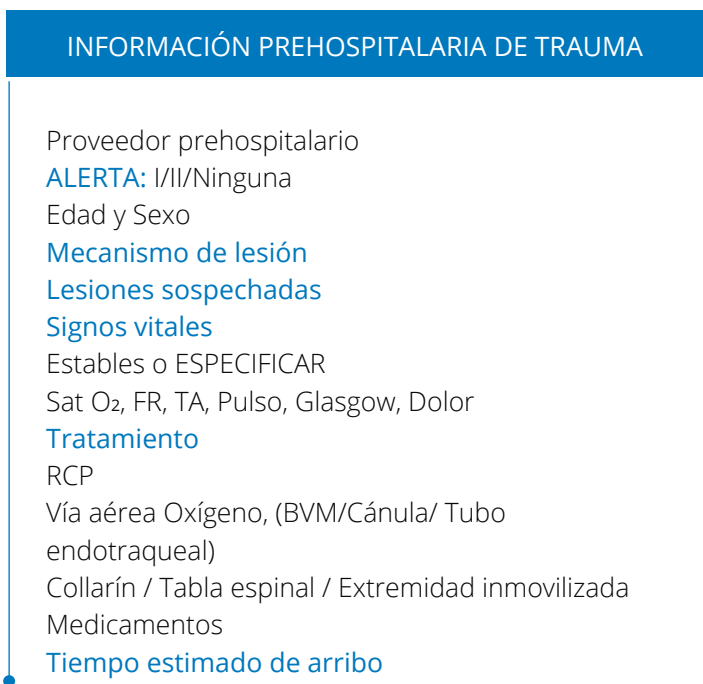 INFORMACIÓN PREHOSPITALARIA DE TRAUMA
Proveedor prehospitalario
ALERTA: I/II/Ninguna
Edad y Sexo
Mecanismo de lesión
Lesiones sospechadas
Signos vitales
Estables o ESPECIFICAR
Sat O₂, FR, TA, Pulso, Glasgow, Dolor
Tratamiento
RCP
Vía aérea Oxígeno, (BVM/Cánula/ Tubo
endotraqueal)
Collarín / Tabla espinal / Extremidad inmovilizada
Medicamentos
Tiempo estimado de arribo